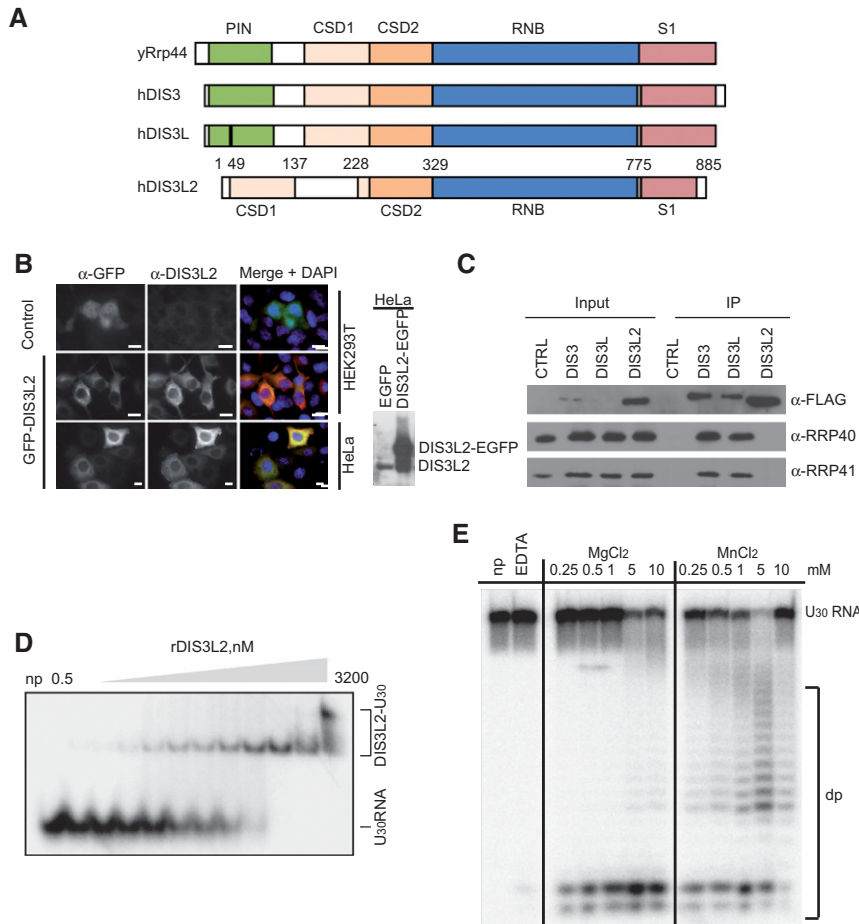 A
PIN CSD1 CSD2 RNB S1
yRrp44
hDIS3
hDIS3L
1 49 137 228 329 775 885
hDIS3L2
CSD1 CSD2 RNB S1
B
α-GFP α-DIS3L2 Merge + DAPI
Control
GFP-DIS3L2
HEK293T
HeLa
HeLa
EGFP
DIS3L2-EGFP
DIS3L2-EGFP
DIS3L2
C
Input IP
CTRL DIS3 DIS3L DIS3L2 CTRL DIS3 DIS3L DIS3L2
α-FLAG
α-RRP40
α-RRP41
D
rDIS3L2,nM
np 0.5 3200
DIS3L2-U30
U30RNA
E
np EDTA MgCl2 MnCl2
0.25 0.5 1 5 10 0.25 0.5 1 5 10 mM
U30 RNA
dp